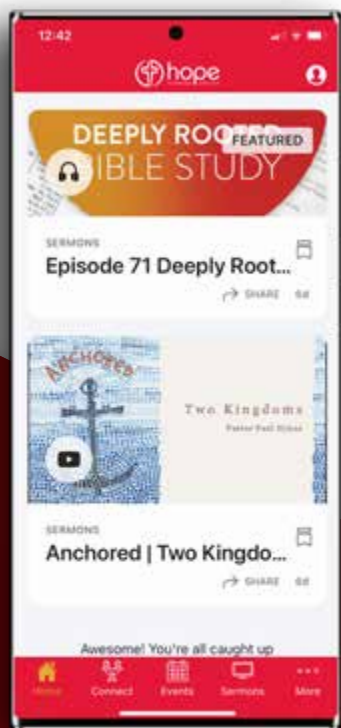 12:42
hope
DEEPLY ROOTED
FEATURED
BIBLE STUDY
SERMONS
Episode 71 Deeply Root...
SHARE 6d
ANCHORED
Two Kingdoms
SERMONS
Anchored | Two Kingdo...
SHARE 6d
Awesome! You're all caught up
Home
Connect
Events
Sermons
More